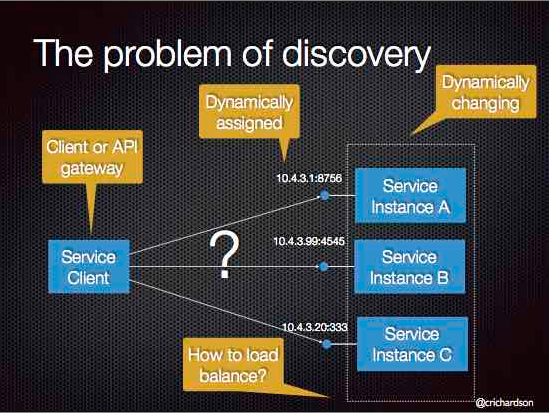 The problem of discovery
Dynamically
changing
Dynamically
assigned
Client or API
gateway
10.4.3.1:8756
Service
Instance A
?
10.4.3.99:4545
Service
Client
Service
Instance B
10.4.3.20:333
Service
Instance C
How to load
balance?
@crichardson